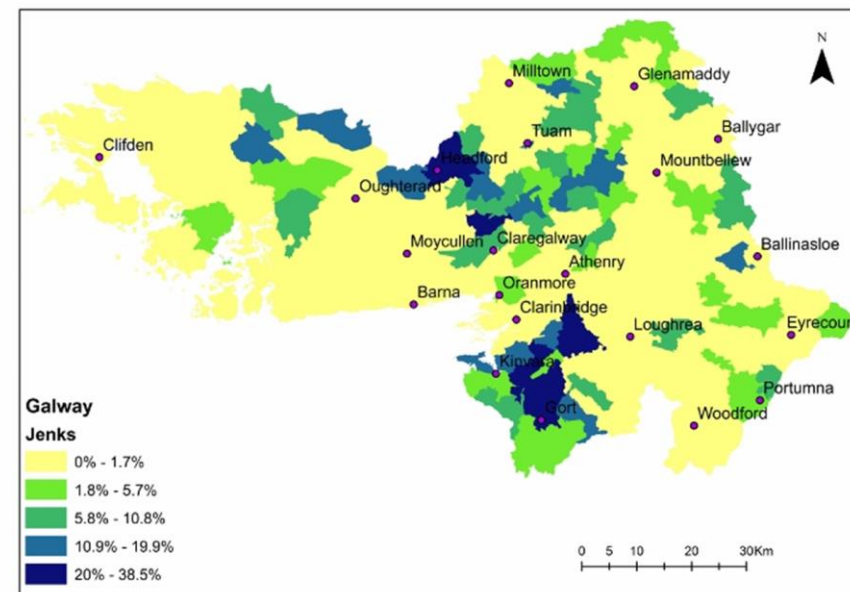 N
Milltown
Glenamaddy
Tuam
Ballygar
Clifden
Headford
Mountbellew
Oughterard
Moycullen
Claregalway
Ballinasloe
Athenry
Oranmore
Barna
Clarinbridge
Loughrea
Eyrecour
Kinvara
Portumna
Gort
Woodford
Galway
Jenks
0% - 1.7%
1.8% - 5.7%
5.8% - 10.8%
10.9% - 19.9%
20% - 38.5%
0 5 10 20 30Km